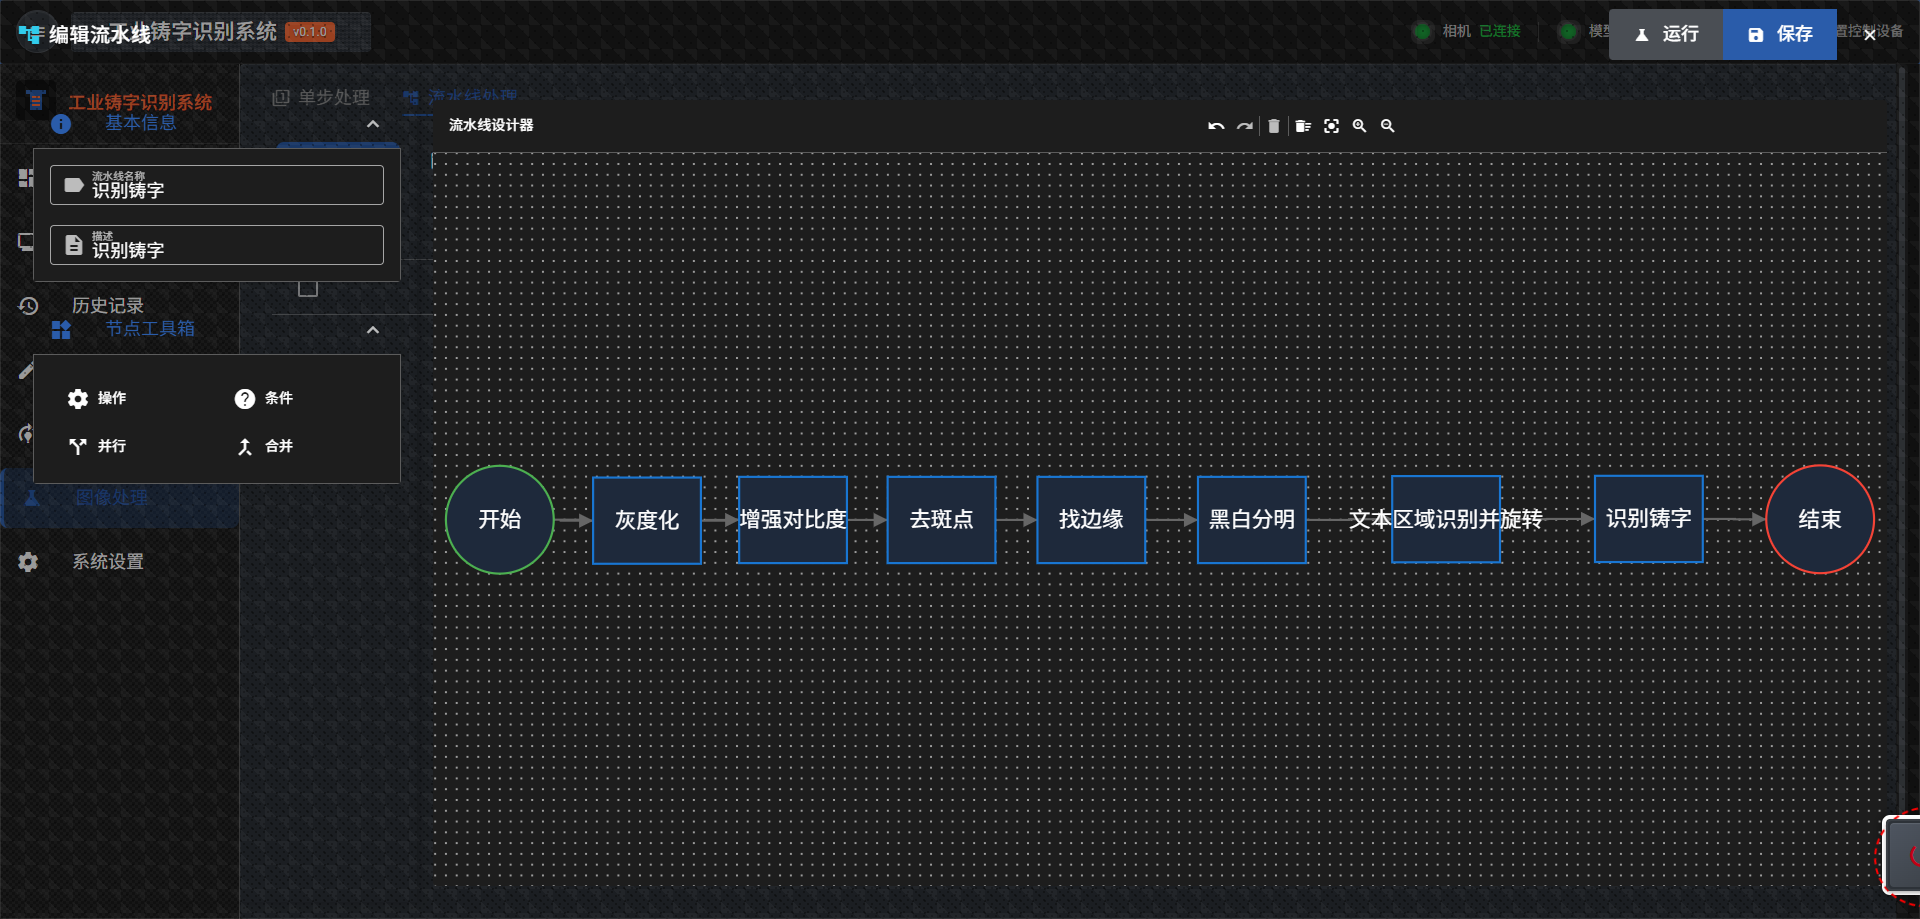 编辑流水线
铸字识别系统
v0.1.0
相机 已连接
模型
运行
保存
置控制设备
工业铸字识别系统
基本信息
单步处理
流水线处理
流水线设计器
流水线名称
识别铸字
描述
识别铸字
历史记录
节点工具箱
操作
条件
并行
合并
图像处理
系统设置
开始
灰度化
增强对比度
去斑点
找边缘
黑白分明
文本区域识别并旋转
识别铸字
结束